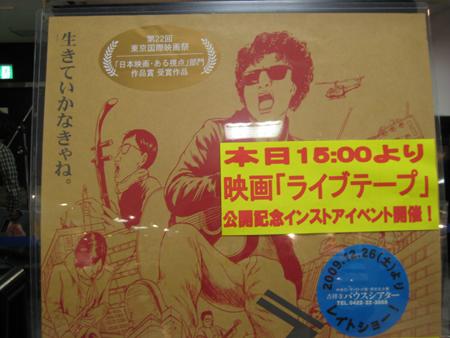 生きていかなきゃね。
第22回
東京国際映画祭
「日本映画・ある視点」部門
作品賞 受賞作品
本日15:00より
映画「ライブテープ」
公開記念インストアイベント開催!
2009.12.26(土)より
吉祥寺バウスシアター
レイトショー!